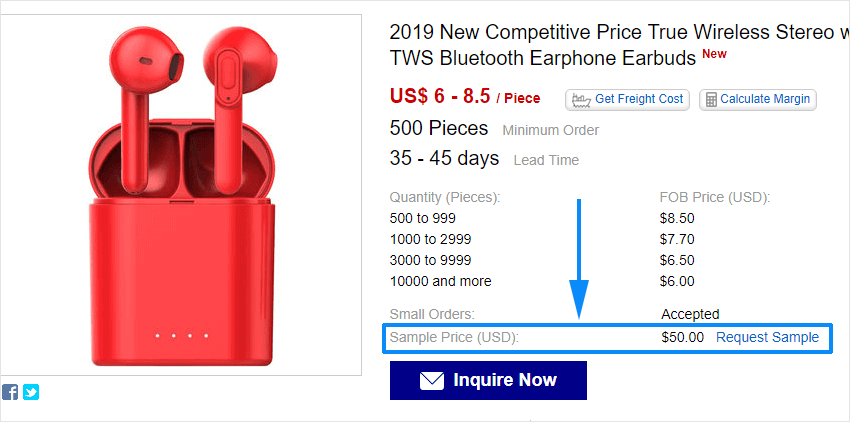 2019 New Competitive Price True Wireless Stereo w
TWS Bluetooth Earphone Earbuds New
US$ 6 - 8.5 / Piece Get Freight Cost Calculate Margin
500 Pieces Minimum Order
35 - 45 days Lead Time
Quantity (Pieces): FOB Price (USD):
500 to 999 $8.50
1000 to 2999 $7.70
3000 to 9999 $6.50
10000 and more $6.00
Small Orders: Accepted
Sample Price (USD): $50.00 Request Sample
Inquire Now